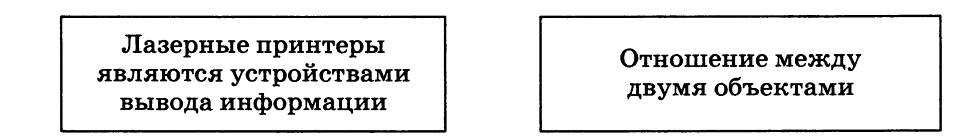 Лазерные принтеры
являются устройствами
вывода информации
Отношение между
двумя объектами